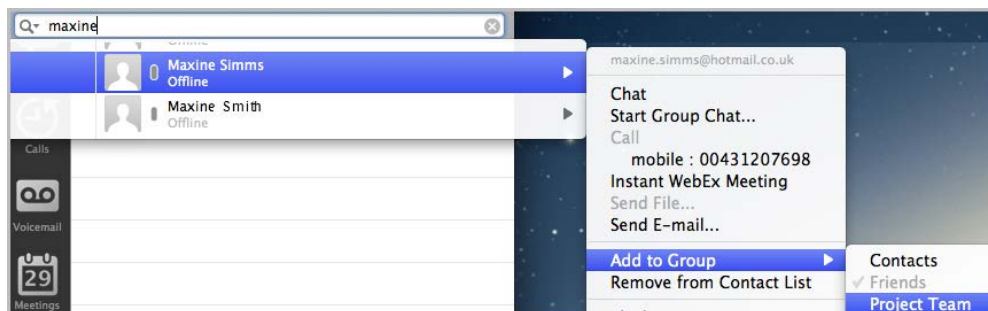 maxine
Maxine Simms
Offline
Maxine Smith
Offline
Calls
Voicemail
29
Meetings
maxine.simms@hotmail.co.uk
Chat
Start Group Chat...
Call
mobile : 00431207698
Instant WebEx Meeting
Send File...
Send E-mail...
Add to Group
Remove from Contact List
Contacts
✓ Friends
Project Team